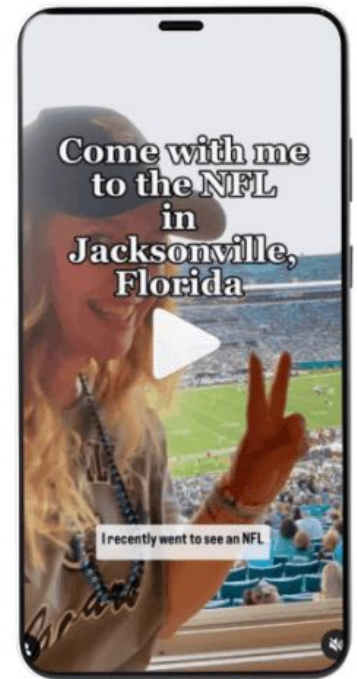 Come with me
to the NFL
in
Jacksonville,
Florida
I recently went to see an NFL